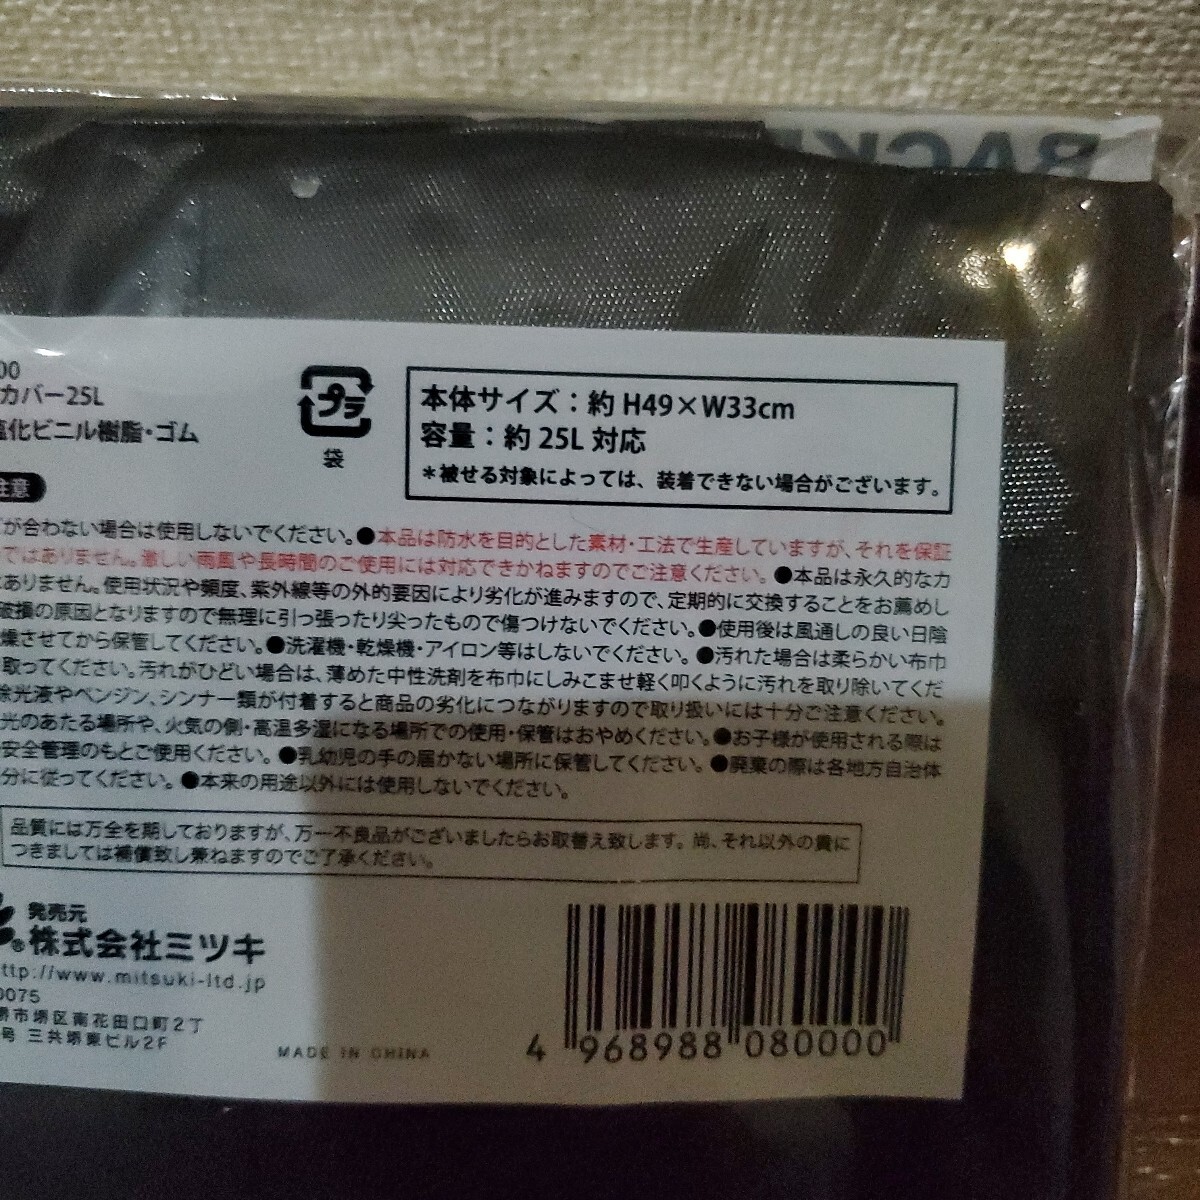 BACK
00
カバー25L
塩化ビニル樹脂・ゴム
プラ
袋
本体サイズ：約 H49×W33cm
容量：約 25L 対応
＊被せる対象によっては、装着できない場合がございます。
注意
が合わない場合は使用しないでください。●本品は防水を目的とした素材・工法で生産していますが、それを保証
ではありません。激しい雨風や長時間のご使用には対応できかねますのでご注意ください。●本品は永久的なカ
ありません。使用状況や頻度、紫外線等の外的要因により劣化が進みますので、定期的に交換することをお薦めし
破損の原因となりますので無理に引っ張ったり尖ったもので傷つけないでください。●使用後は風通しの良い日陰
燥させてから保管してください。●洗濯機・乾燥機・アイロン等はしないでください。●汚れた場合は柔らかい布巾
取ってください。汚れがひどい場合は、薄めた中性洗剤を布巾にしみこませ軽く叩くように汚れを取り除いてくだ
除光液やベンジン、シンナー類が付着すると商品の劣化につながりますので取り扱いには十分ご注意ください。
光のあたる場所や、火気の側・高温多湿になる場所での使用・保管はおやめください。●お子様が使用される際は
安全管理のもとご使用ください。●乳幼児の手の届かない場所に保管してください。●廃棄の際は各地方自治体
分に従ってください。●本来の用途以外には使用しないでください。
品質には万全を期しておりますが、万一不良品がございましたらお取替え致します。尚、それ以外の責に
つきましては補償致し兼ねますのでご了承ください。
発売元
®株式会社ミツキ
http://www.mitsuki-ltd.jp
0075
堺市堺区南花田口町2丁
号 三共堺東ビル2F
MADE IN CHINA
4 968988 080000